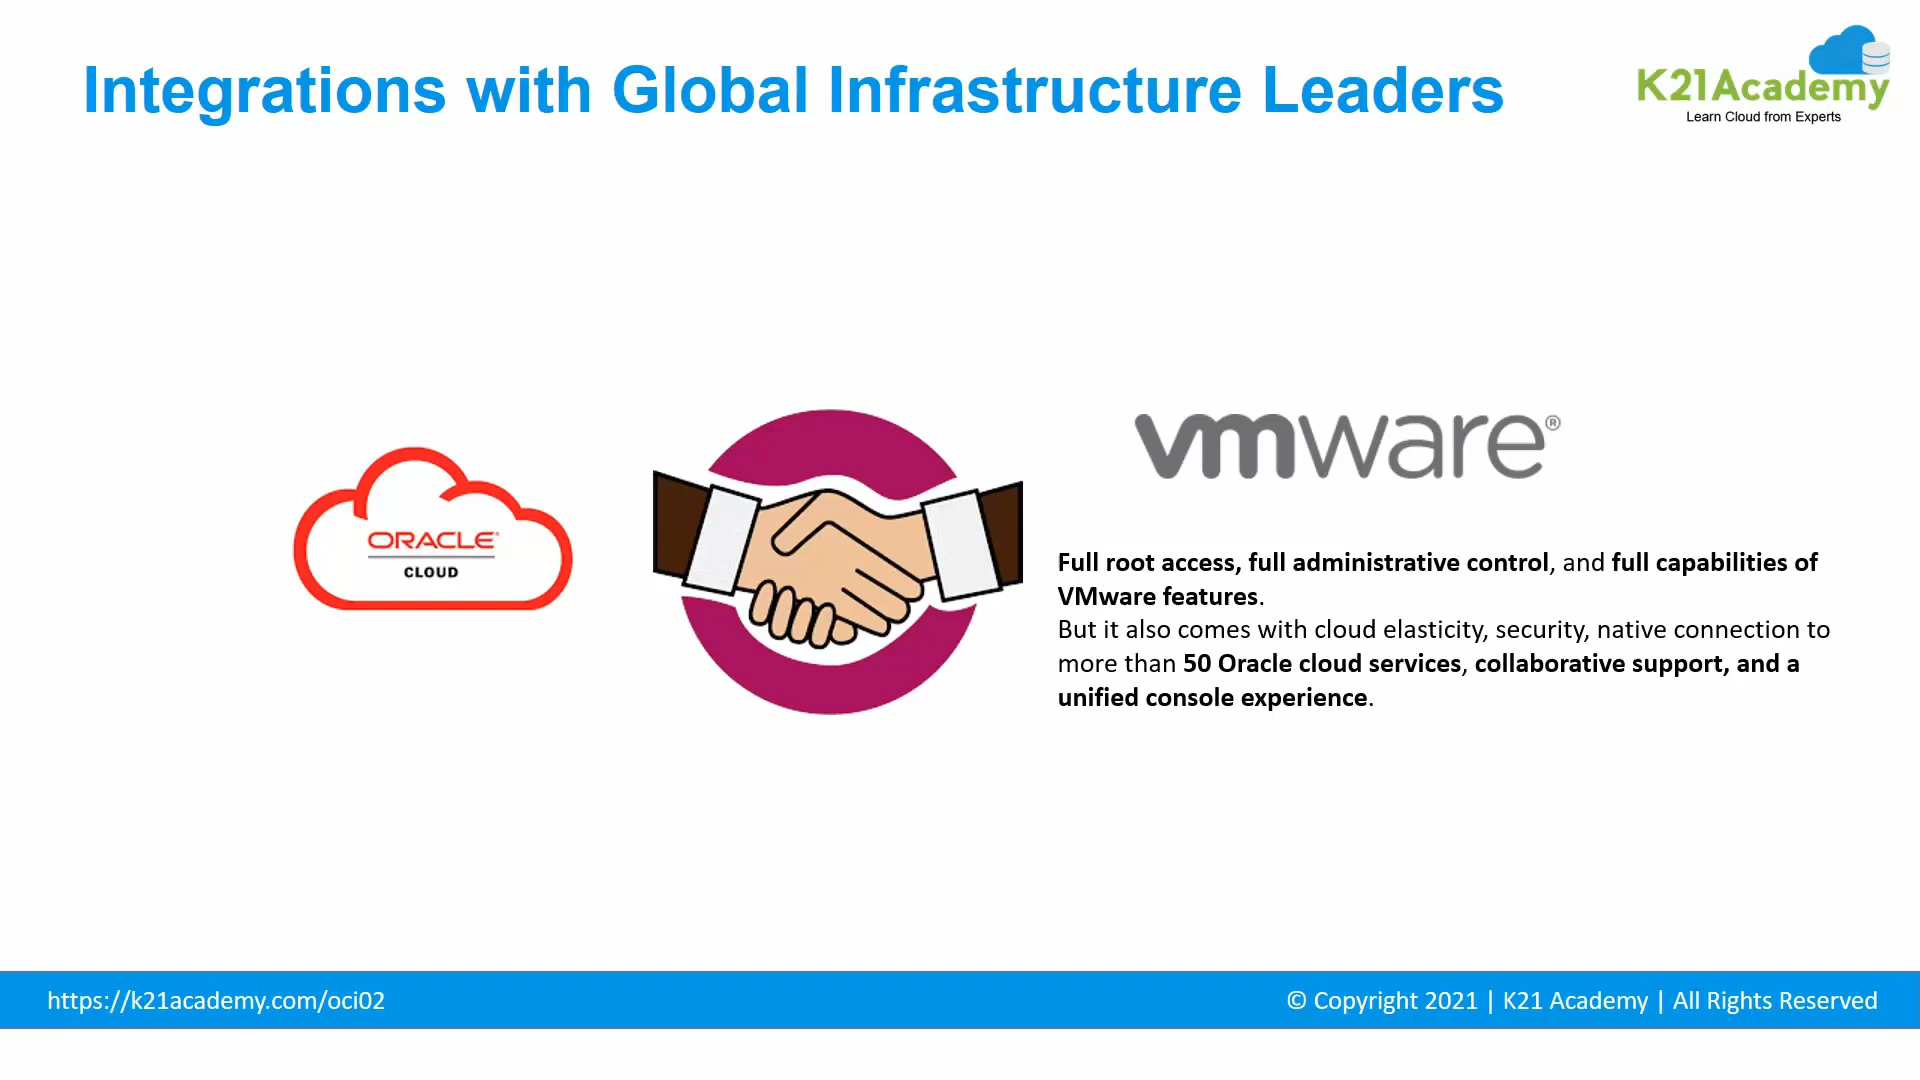 Integrations with Global Infrastructure Leaders
K21Academy
Learn Cloud from Experts
ORACLE®
CLOUD
vmware®
Full root access, full administrative control, and full capabilities of
VMware features.
But it also comes with cloud elasticity, security, native connection to
more than 50 Oracle cloud services, collaborative support, and a
unified console experience.
https://k21academy.com/oci02
© Copyright 2021 | K21 Academy | All Rights Reserved